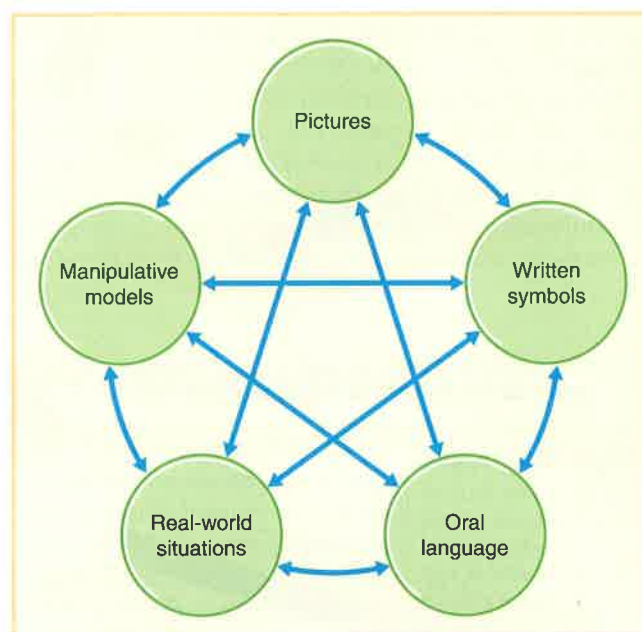 Pictures
Manipulative
models
Written
symbols
Real-world
situations
Oral
language